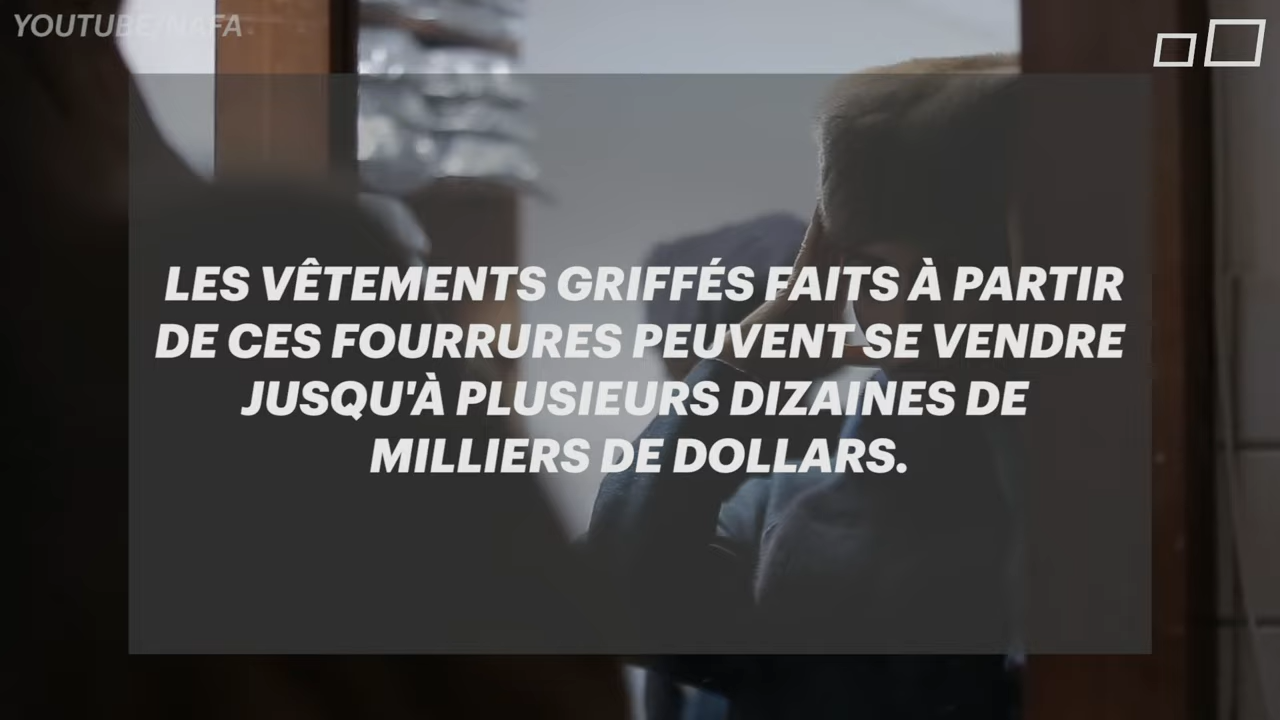 YOUTUBE/NAFA
LES VÊTEMENTS GRIFFÉS FAITS À PARTIR
DE CES FOURRURES PEUVENT SE VENDRE
JUSQU'À PLUSIEURS DIZAINES DE
MILLIERS DE DOLLARS.